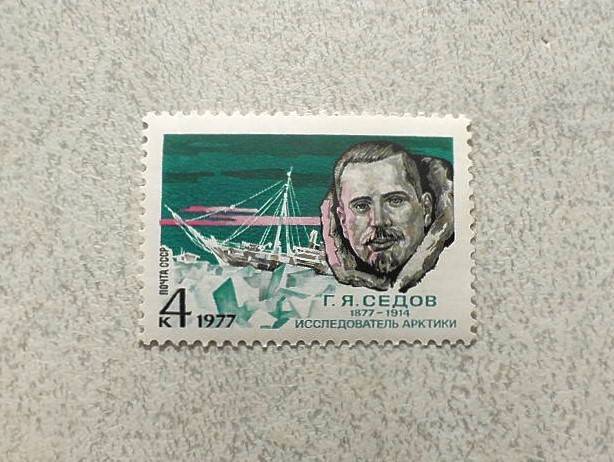 ПОЧТА СССР
4 К
1977
Г. Я. СЕДОВ
1877–1914
ИССЛЕДОВАТЕЛЬ АРКТИКИ